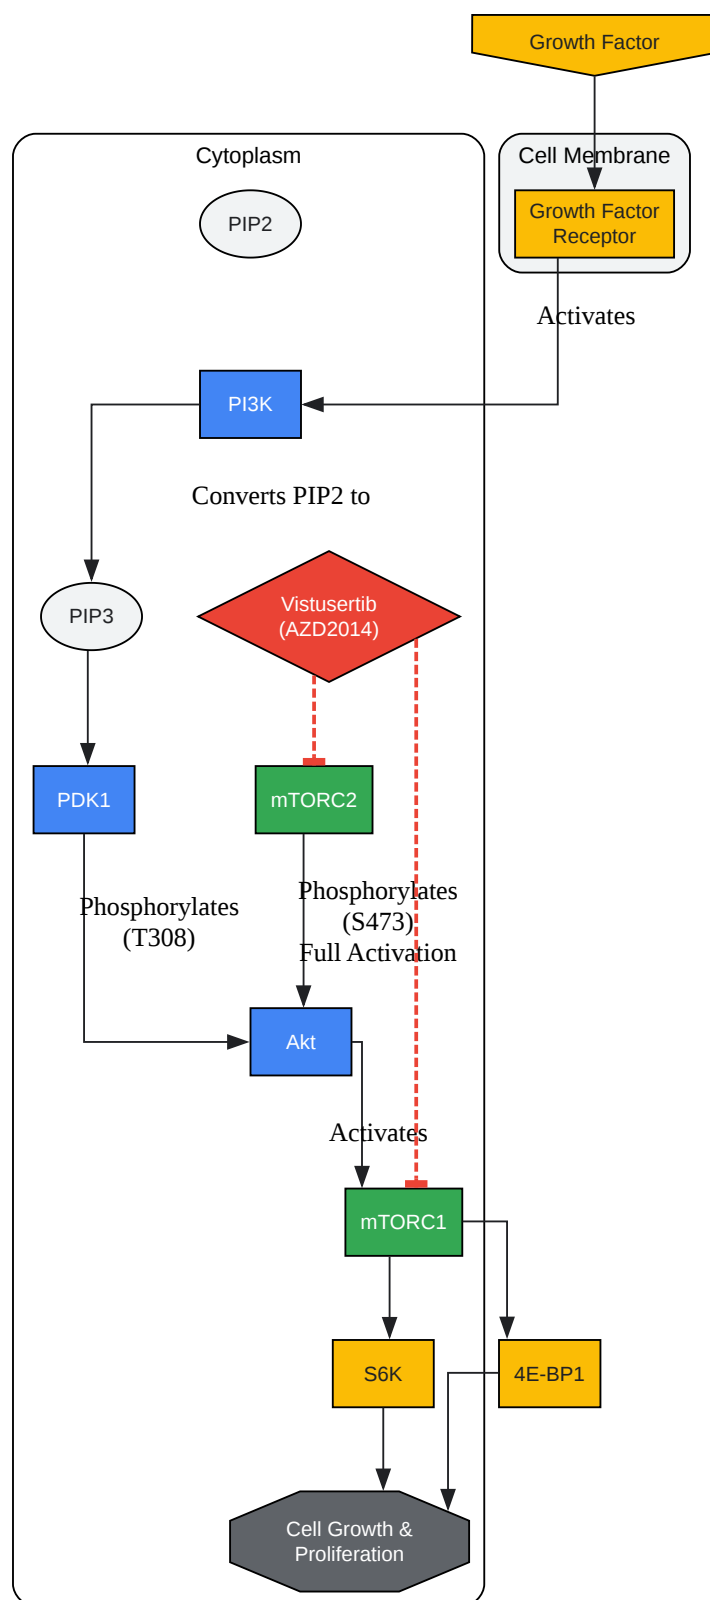 Growth Factor
Cytoplasm
Cell Membrane
PIP2
Growth Factor
Receptor
Activates
PI3K
Converts PIP2 to
Vistusertib
(AZD2014)
PIP3
PDK1
mTORC2
Phosphorylates
(T308)
Phosphorylates
(S473)
Full Activation
Akt
Activates
mTORC1
S6K
4E-BP1
Cell Growth &
Proliferation